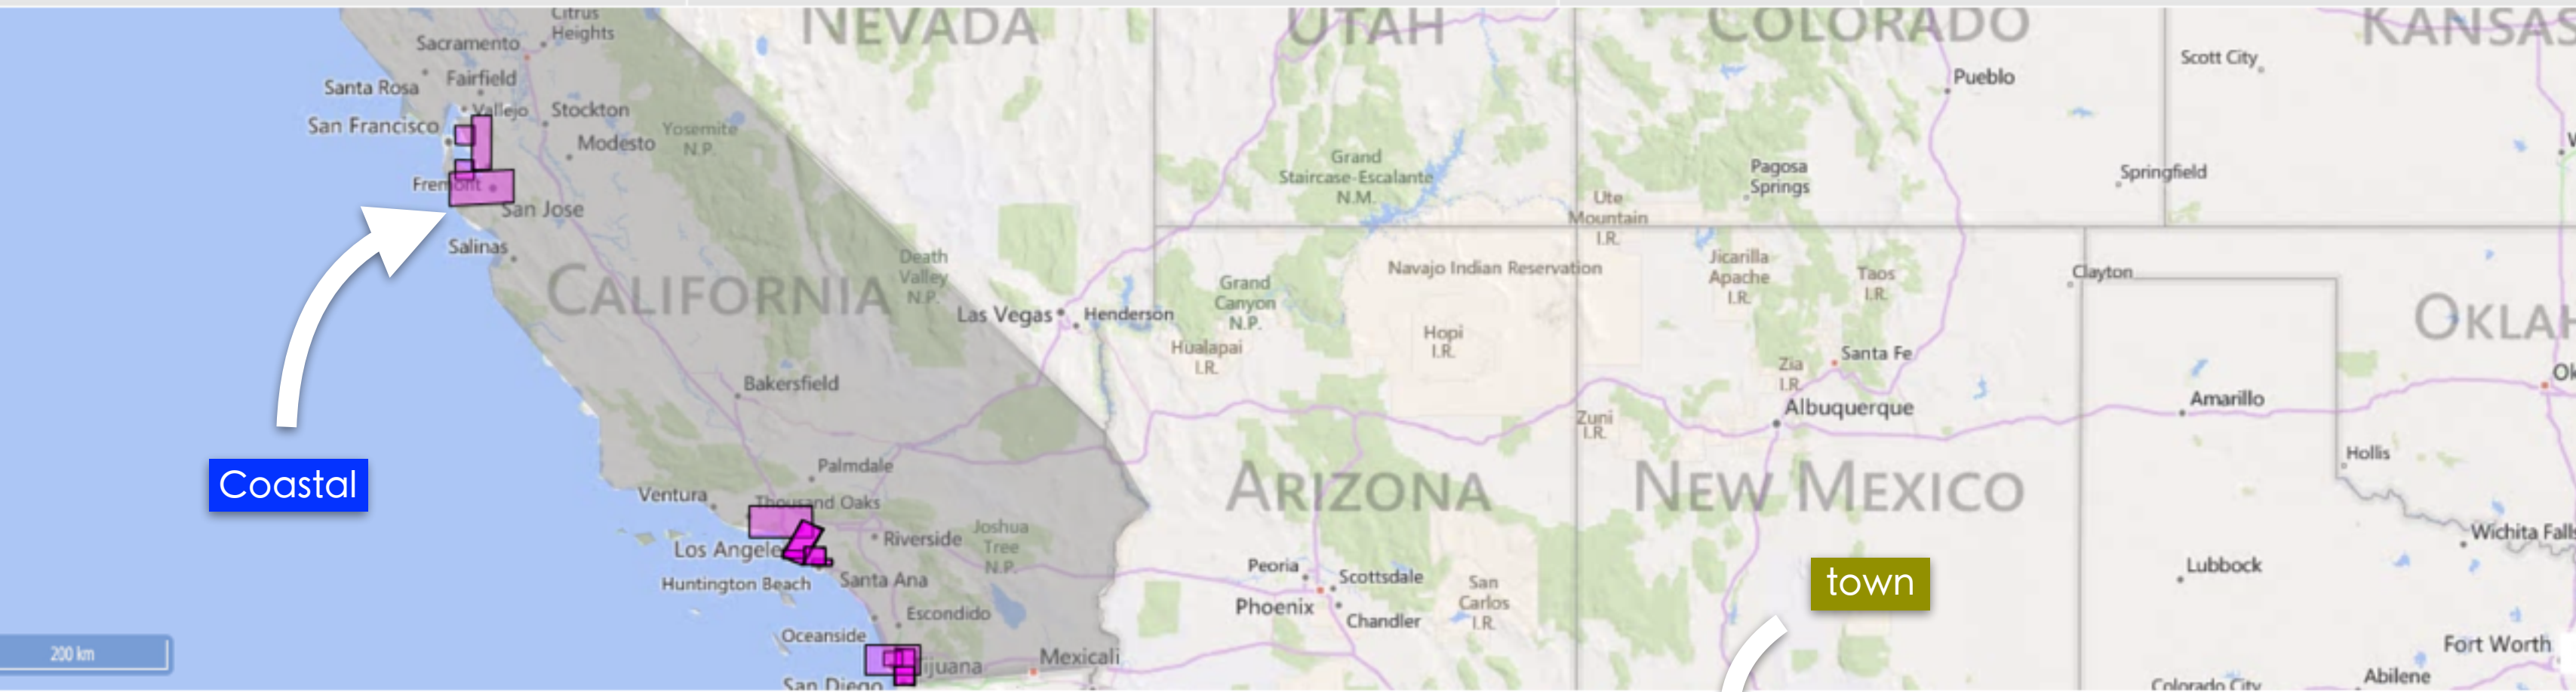 NEVADA
UTAH
COLORADO
KANSAS
Citrus
Heights
Sacramento
Scott City
Fairfield
Pueblo
Santa Rosa
Vallejo
Stockton
San Francisco
Modesto
Yosemite
N.P.
Grand
Staircase-Escalante
N.M.
Pagosa
Springs
Springfield
Fremont
San Jose
Ute
Mountain
I.R.
Salinas
CALIFORNIA
Death
Valley
N.P.
Navajo Indian Reservation
Jicarilla
Apache
I.R.
Taos
I.R.
Clayton
Grand
Canyon
N.P.
Las Vegas
Henderson
OKLAH
Hopi
I.R.
Hualapai
I.R.
Santa Fe
Zia
I.R.
Bakersfield
Ok
Amarillo
Albuquerque
Zuni
I.R.
Coastal
Palmdale
Hollis
Ventura
Thousand Oaks
ARIZONA
NEW MEXICO
Joshua
Tree
N.P.
Riverside
Wichita Falls
Los Angele
Huntington Beach
Santa Ana
Peoria
Scottsdale
San
Carlos
I.R.
town
Lubbock
Phoenix
Chandler
Escondido
Oceanside
200 km
Mexicali
ijuana
Fort Worth
San Diego
Abilene
Colorado City